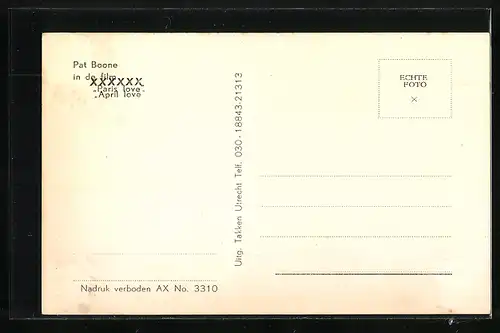 Pat Boone
in de film
XXXXXX
„Paris love"
„April love
Nadruk verboden AX No. 3310
Uitg. Takken Utrecht Telf. 030 - 18843-21313
ECHTE
FOTO
X